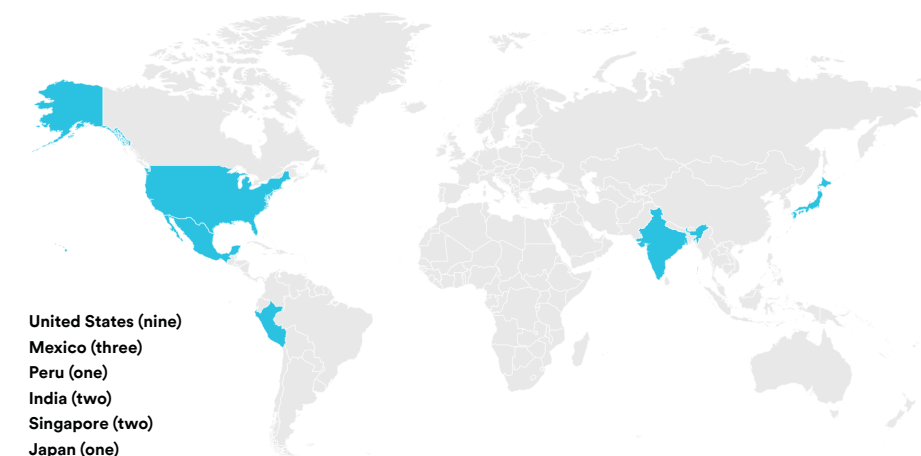 United States (nine)
Mexico (three)
Peru (one)
India (two)
Singapore (two)
Japan (one)